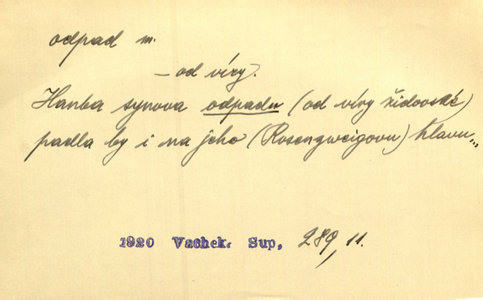 odpad m.
– od víry.
Hanba synova odpadu (od víry židovské)
padla by i na jeho (Rosengweigovu) hlavu...
1920 Vachek. Sup, 289, 11.